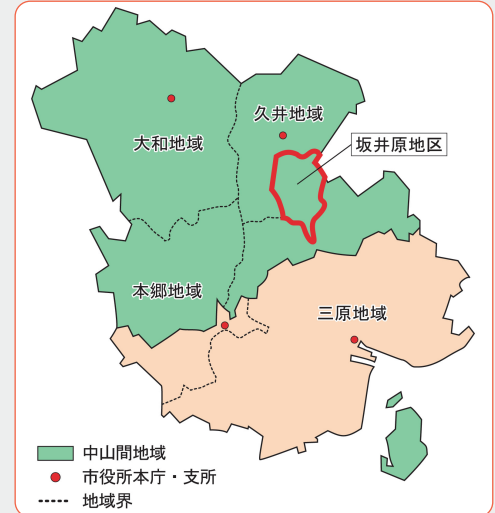 久井地域
大和地域
坂井原地区
本郷地域
三原地域
中山間地域
市役所本庁・支所
地域界